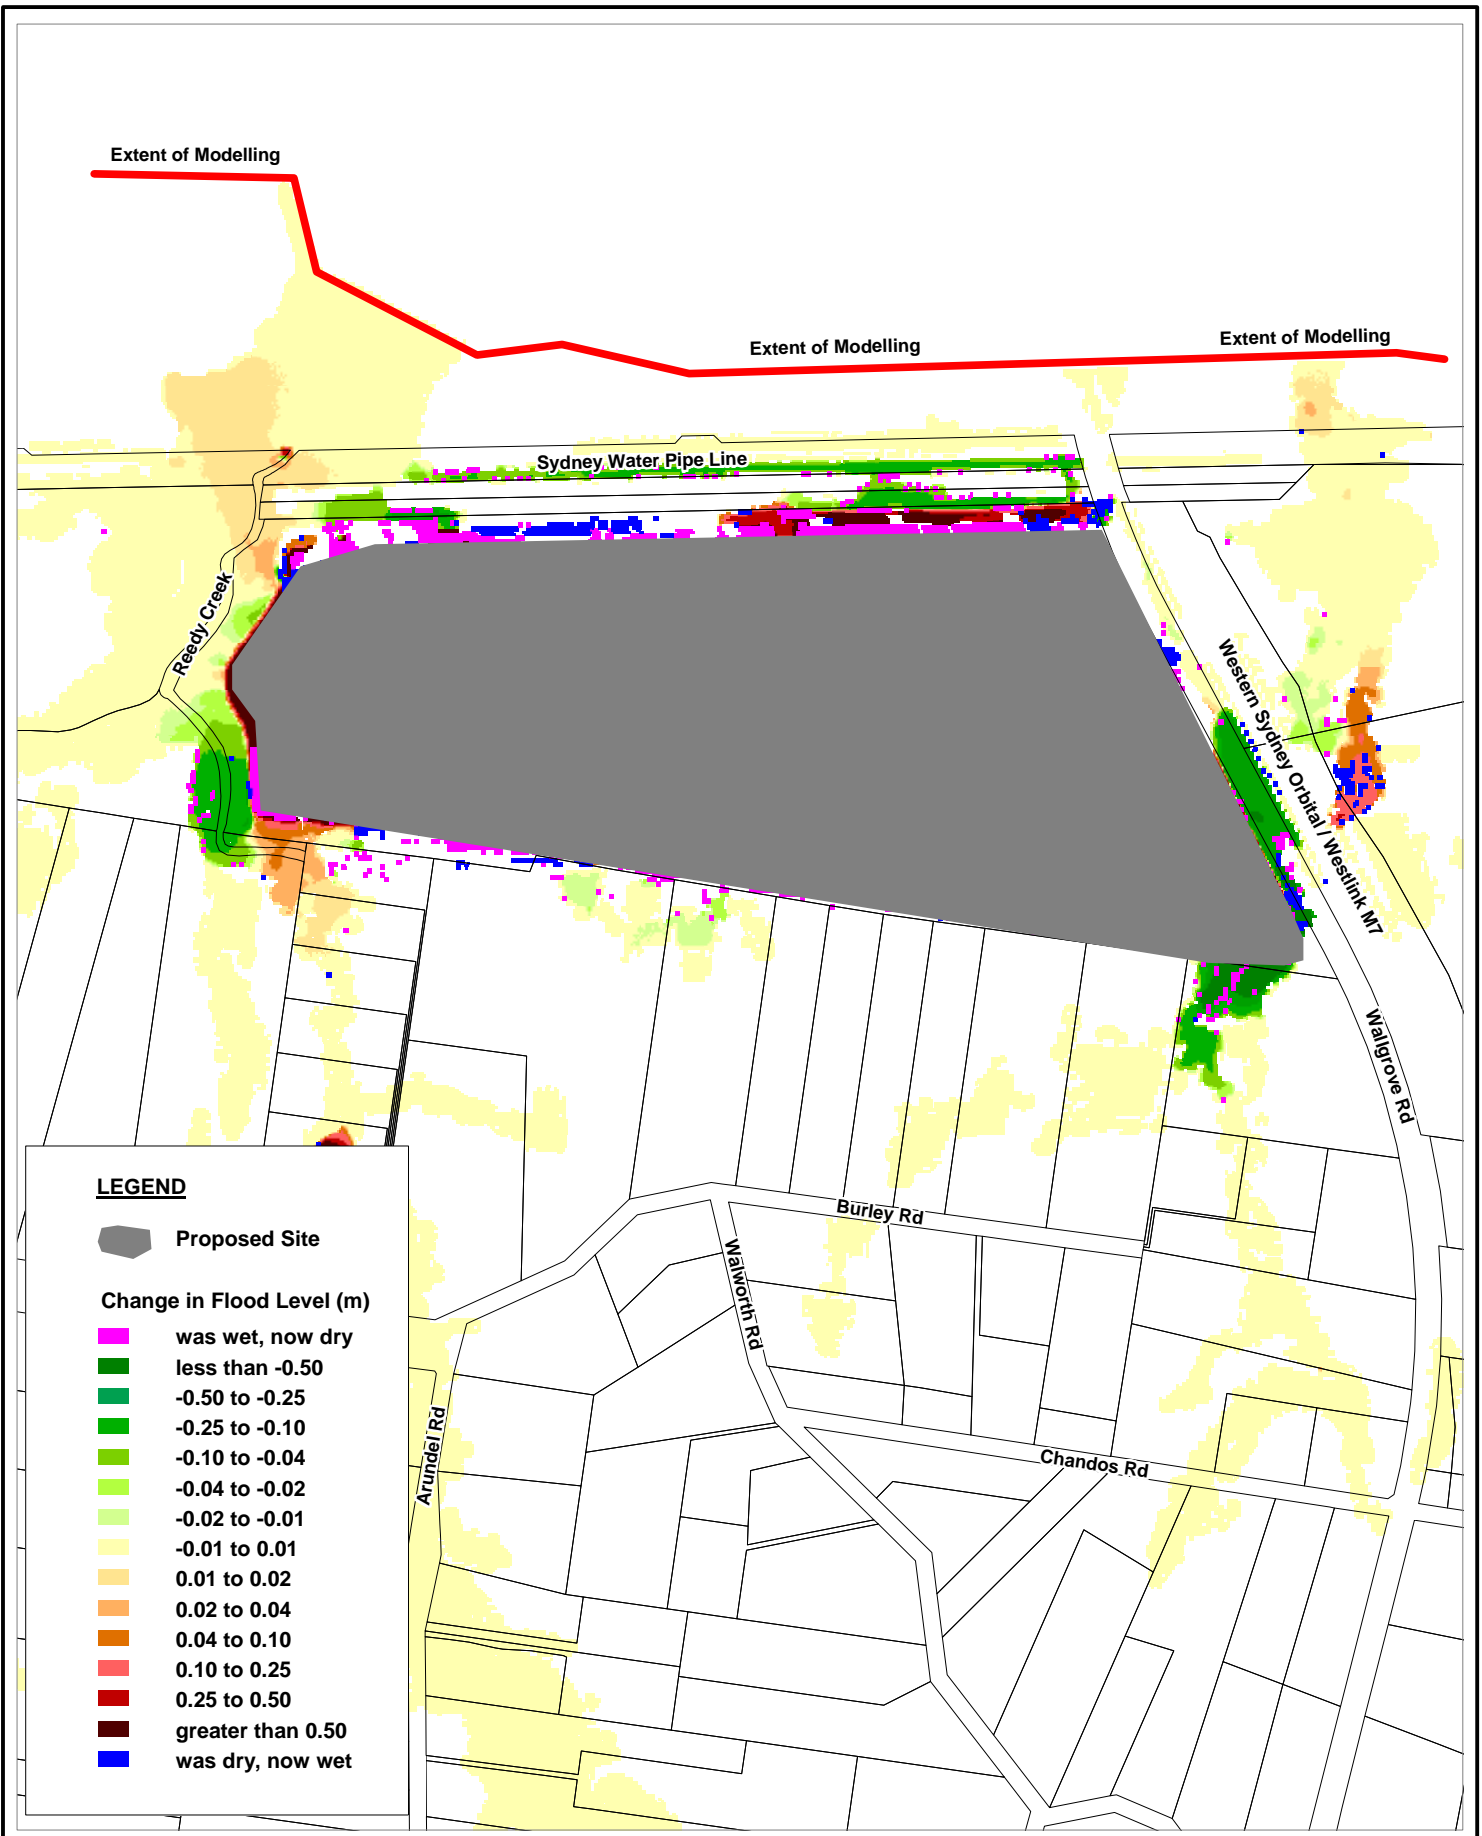 Extent of Modelling
Extent of Modelling
Extent of Modelling
Sydney Water Pipe Line
Reedy Creek
Western Sydney Orbital / Westlink M7
Wallgrove Rd
Burley Rd
Walworth Rd
Arundel Rd
Chandos Rd
LEGEND
Proposed Site
Change in Flood Level (m)
was wet, now dry
less than -0.50
-0.50 to -0.25
-0.25 to -0.10
-0.10 to -0.04
-0.04 to -0.02
-0.02 to -0.01
-0.01 to 0.01
0.01 to 0.02
0.02 to 0.04
0.04 to 0.10
0.10 to 0.25
0.25 to 0.50
greater than 0.50
was dry, now wet